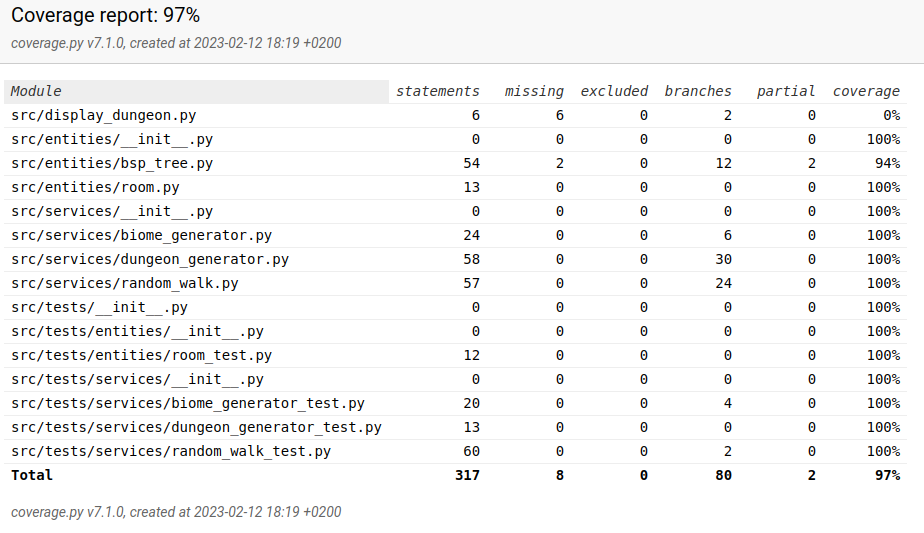 Coverage report: 97%
coverage.py v7.1.0, created at 2023-02-12 18:19 +0200
Module statements missing excluded branches partial coverage
src/display_dungeon.py 6 6 0 2 0 0%
src/entities/__init__.py 0 0 0 0 0 100%
src/entities/bsp_tree.py 54 2 0 12 2 94%
src/entities/room.py 13 0 0 0 0 100%
src/services/__init__.py 0 0 0 0 0 100%
src/services/biome_generator.py 24 0 0 6 0 100%
src/services/dungeon_generator.py 58 0 0 30 0 100%
src/services/random_walk.py 57 0 0 24 0 100%
src/tests/__init__.py 0 0 0 0 0 100%
src/tests/entities/__init__.py 0 0 0 0 0 100%
src/tests/entities/room_test.py 12 0 0 0 0 100%
src/tests/services/__init__.py 0 0 0 0 0 100%
src/tests/services/biome_generator_test.py 20 0 0 4 0 100%
src/tests/services/dungeon_generator_test.py 13 0 0 0 0 100%
src/tests/services/random_walk_test.py 60 0 0 2 0 100%
Total 317 8 0 80 2 97%
coverage.py v7.1.0, created at 2023-02-12 18:19 +0200